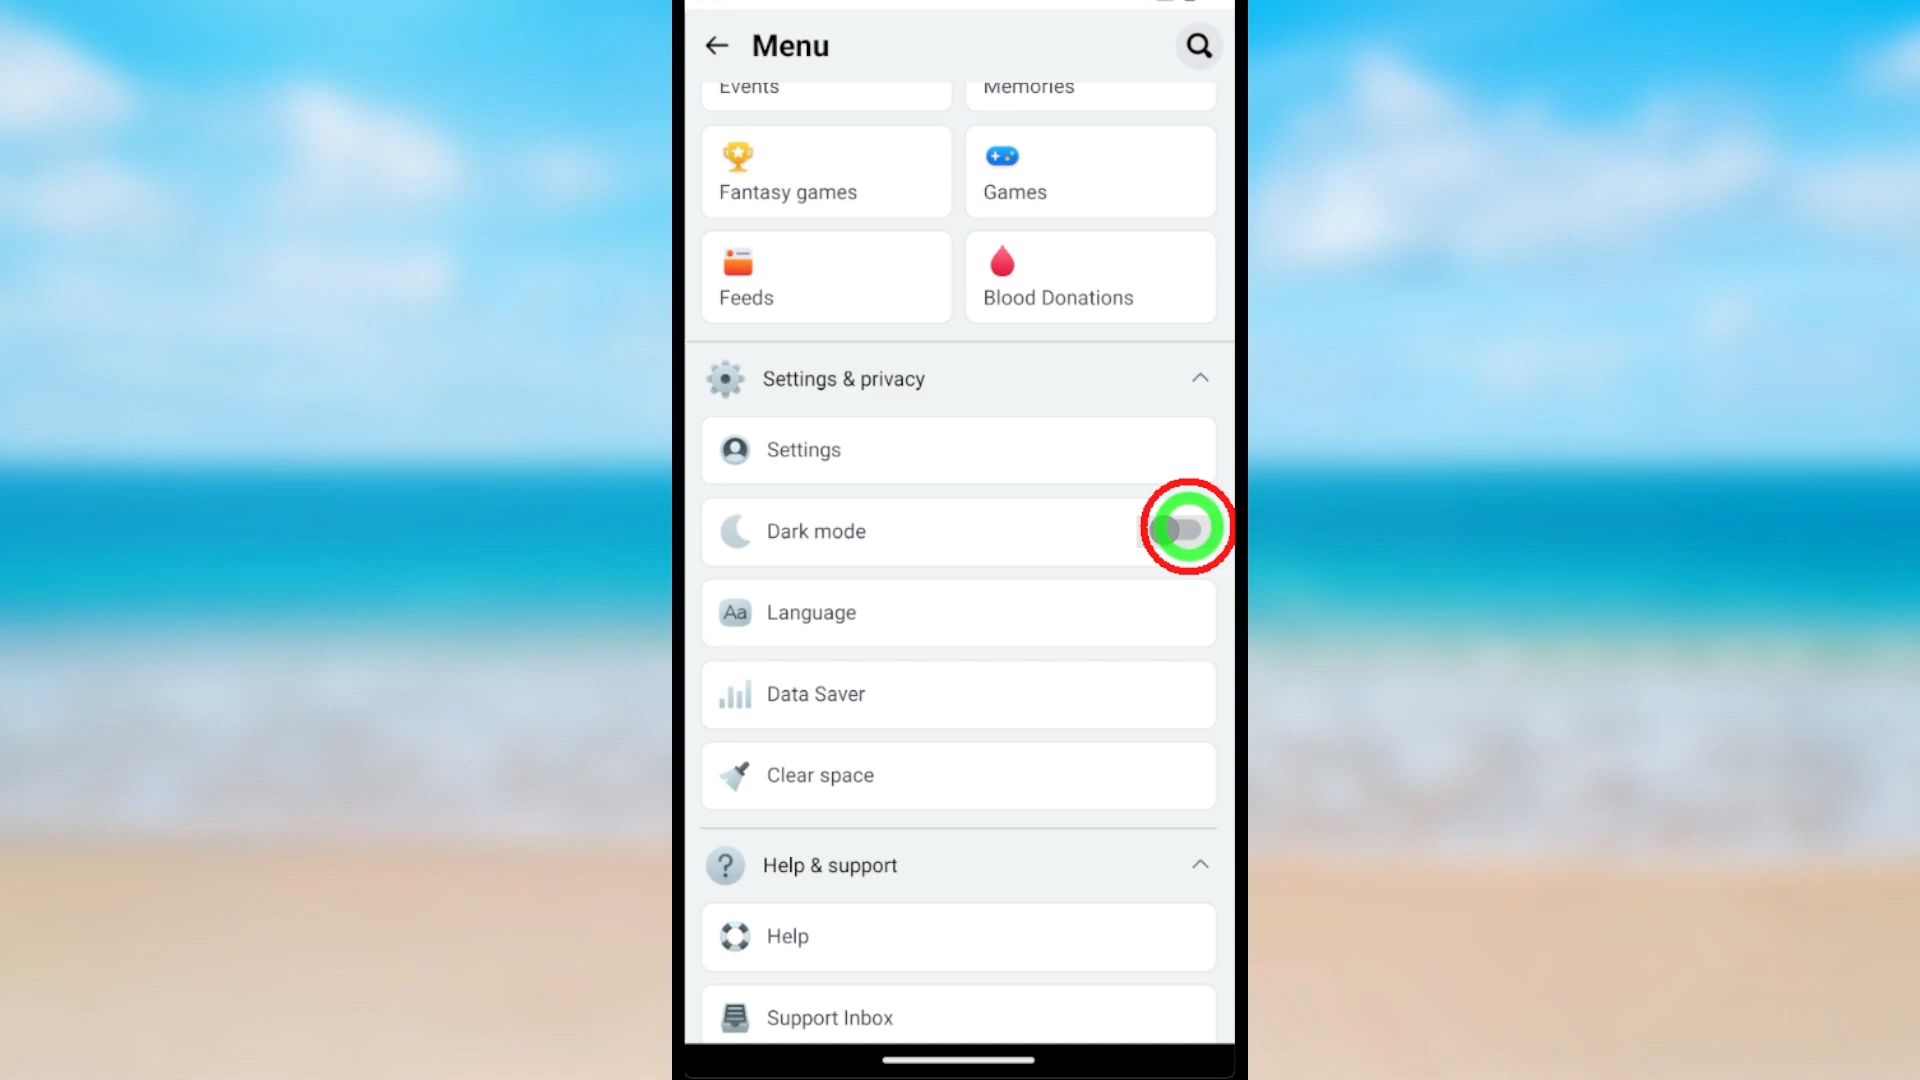 Menu
Events
Memories
Fantasy games
Games
Feeds
Blood Donations
Settings & privacy
Settings
Dark mode
Aa Language
Data Saver
Clear space
? Help & support
Help
Support Inbox